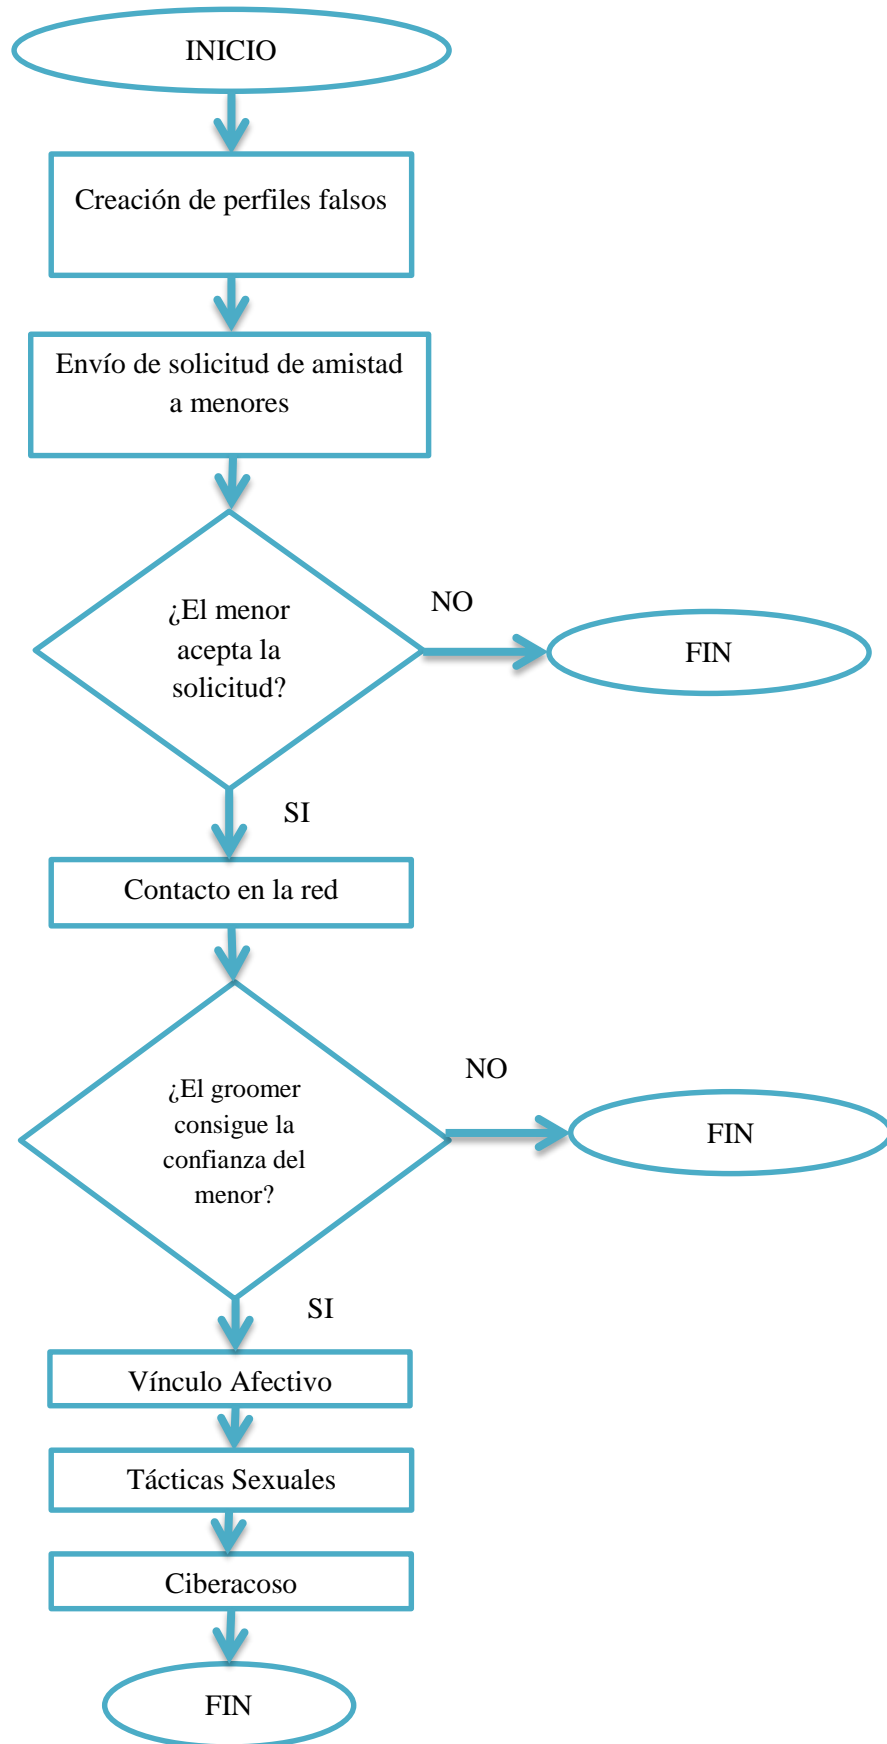 INICIO
Creación de perfiles falsos
Envío de solicitud de amistad
a menores
¿El menor
acepta la
solicitud?
NO
FIN
SI
Contacto en la red
¿El groomer
consigue la
confianza del
menor?
NO
FIN
SI
Vínculo Afectivo
Tácticas Sexuales
Ciberacoso
FIN